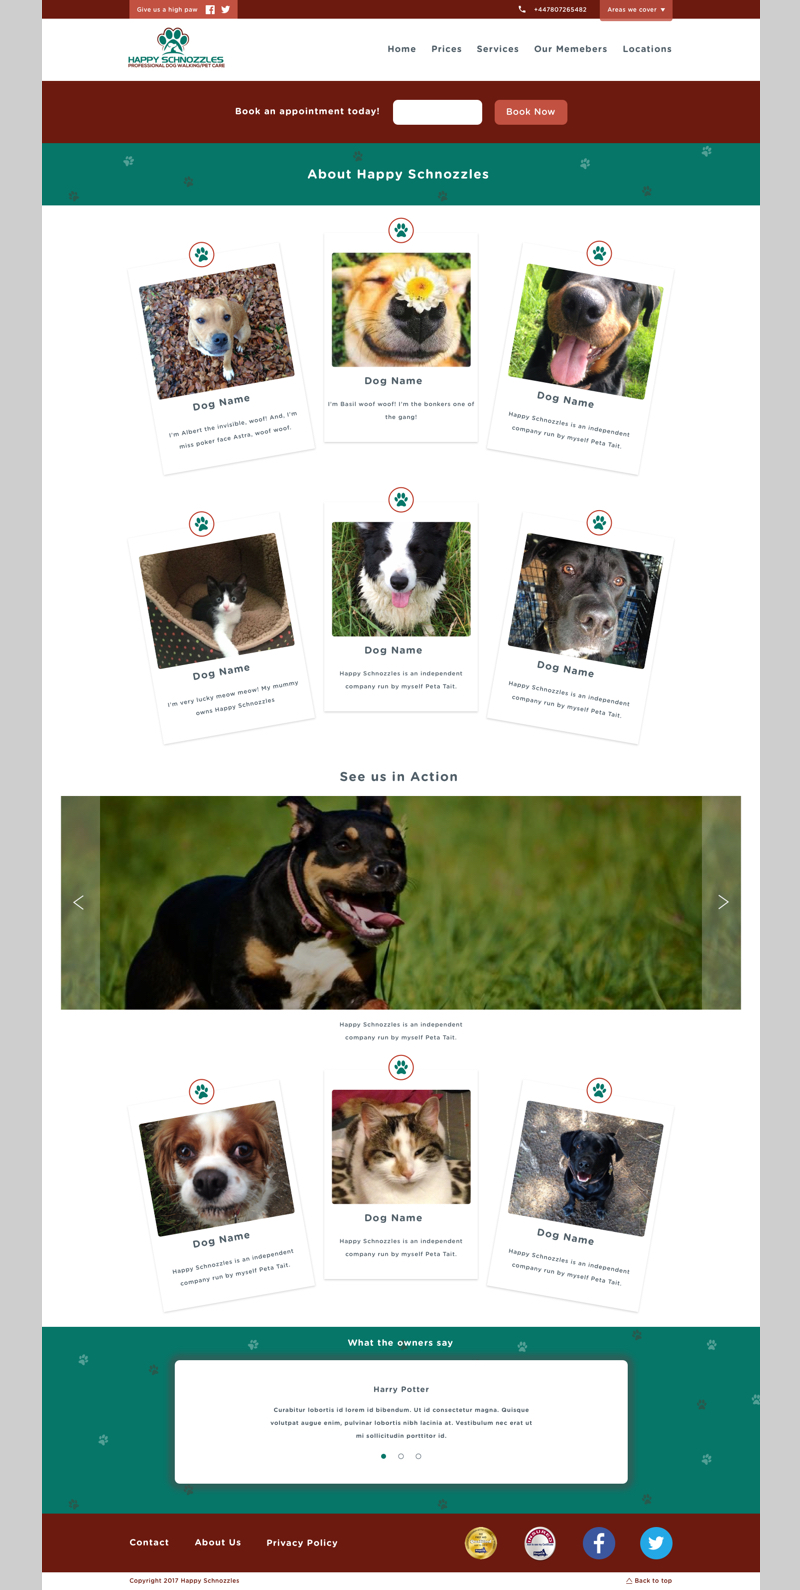 Give us a high paw
+447807265482
Areas we cover
HAPPY SCHNOZZLES
PROFESSIONAL DOG WALKING/PET CARE
Home Prices Services Our Memebers Locations
Book an appointment today!
Book Now
About Happy Schnozzles
Dog Name
I'm Albert the invisible, woof! And, I'm
miss poker face Astra, woof woof.
Dog Name
I'm Basil woof woof! I'm the bonkers one of
the gang!
Dog Name
Happy Schnozzles is an independent
company run by myself Peta Tait.
Dog Name
I'm very lucky meow meow! My mummy
owns Happy Schnozzles
Dog Name
Happy Schnozzles is an independent
company run by myself Peta Tait.
Dog Name
Happy Schnozzles is an independent
company run by myself Peta Tait.
See us in Action
Happy Schnozzles is an independent
company run by myself Peta Tait.
Dog Name
Happy Schnozzles is an independent
company run by myself Peta Tait.
Dog Name
Happy Schnozzles is an independent
company run by myself Peta Tait.
Dog Name
Happy Schnozzles is an independent
company run by myself Peta Tait.
What the owners say
Harry Potter
Curabitur lobortis id lorem id bibendum. Ut id consectetur magna. Quisque
volutpat augue enim, pulvinar lobortis nibh lacinia at. Vestibulum nec erat ut
mi sollicitudin porttitor id.
Contact About Us Privacy Policy
INSURED
Copyright 2017 Happy Schnozzles
Back to top